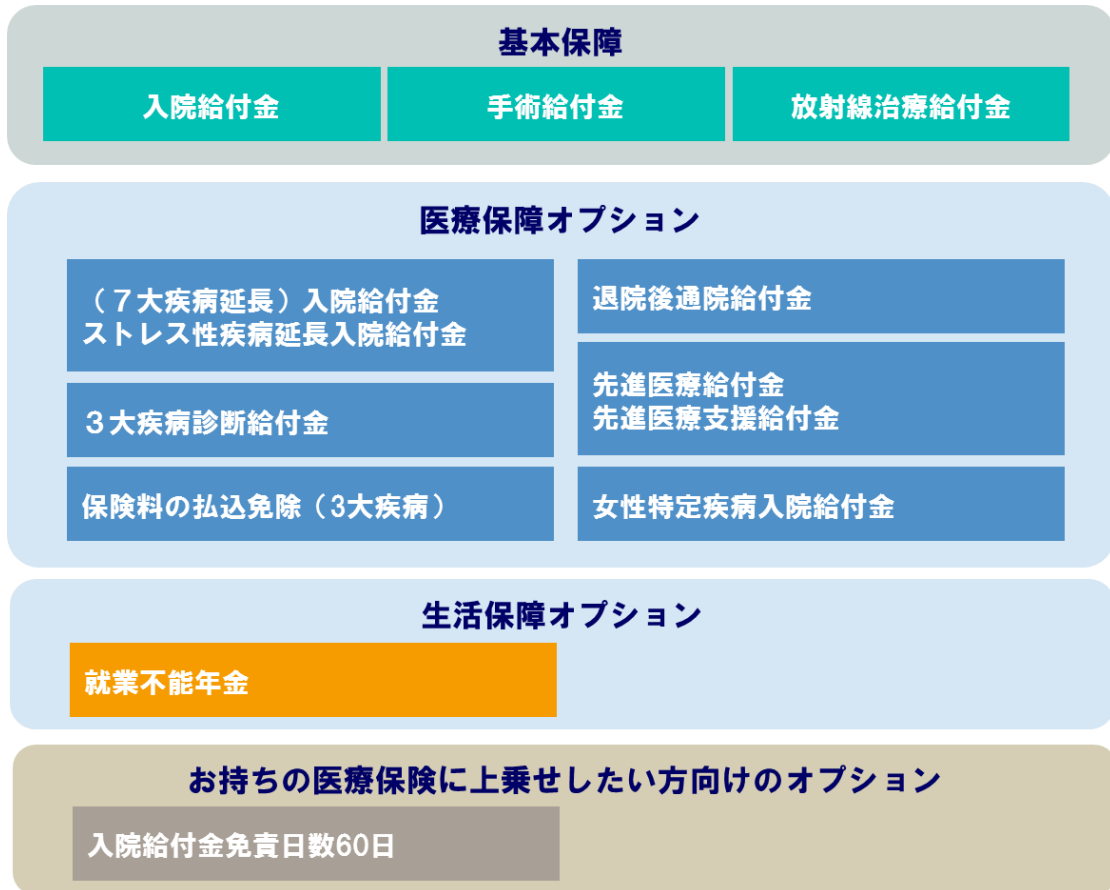 基本保障
入院給付金
手術給付金
放射線治療給付金
医療保障オプション
（７大疾病延長）入院給付金
ストレス性疾病延長入院給付金
３大疾病診断給付金
保険料の払込免除（3大疾病）
退院後通院給付金
先進医療給付金
先進医療支援給付金
女性特定疾病入院給付金
生活保障オプション
就業不能年金
お持ちの医療保険に上乗せしたい方向けのオプション
入院給付金免責日数60日